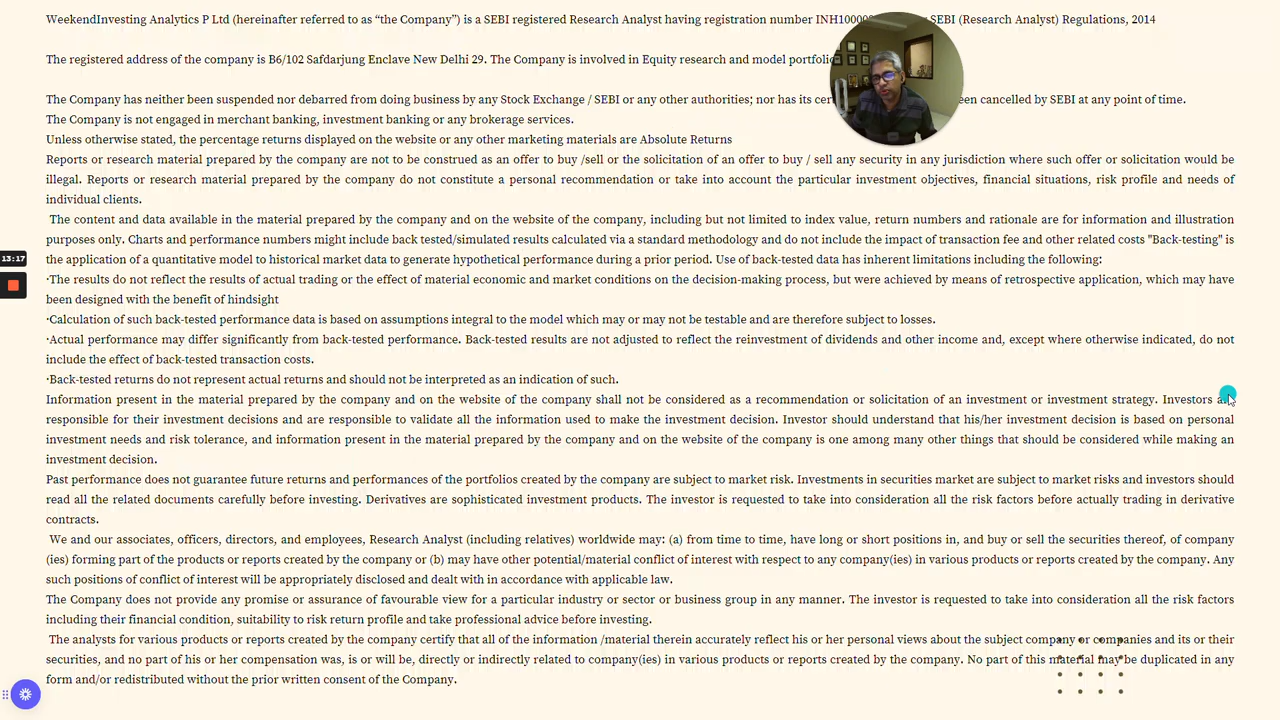 WeekendInvesting Analytics P Ltd (hereinafter referred to as “the Company”) is a SEBI registered Research Analyst having registration number SEBI (Research Analyst) Regulations, 2014
The registered address of the company is B6/102 Safdarjung Enclave New Delhi 29. The Company is involved in Equity research and model
The Company has neither been suspended nor debarred from doing business by any Stock Exchange / SEBI or any other authorities; nor has its cancelled by SEBI at any point of time.
The Company is not engaged in merchant banking, investment banking or any brokerage services.
Unless otherwise stated, the percentage returns displayed on the website or any other marketing materials are Absolute Returns
Reports or research material prepared by the company are not to be construed as an offer to buy /sell or the solicitation of an offer to buy / sell any security in any jurisdiction where such offer or solicitation would be
illegal. Reports or research material prepared by the company do not constitute a personal recommendation or take into account the particular investment objectives, financial situations, risk profile and needs of
individual clients.
The content and data available in the material prepared by the company and on the website of the company, including but not limited to index value, return numbers and rationale are for information and illustration
purposes only. Charts and performance numbers might include back tested/simulated results calculated via a standard methodology and do not include the impact of transaction fee and other related costs "Back-testing" is
the application of a quantitative model to historical market data to generate hypothetical performance during a prior period. Use of back-tested data has inherent limitations including the following:
·The results do not reflect the results of actual trading or the effect of material economic and market conditions on the decision-making process, but were achieved by means of retrospective application, which may have
been designed with the benefit of hindsight
·Calculation of such back-tested performance data is based on assumptions integral to the model which may or may not be testable and are therefore subject to losses.
·Actual performance may differ significantly from back-tested performance. Back-tested results are not adjusted to reflect the reinvestment of dividends and other income and, except where otherwise indicated, do not
include the effect of back-tested transaction costs.
13:17
·Back-tested returns do not represent actual returns and should not be interpreted as an indication of such.
Information present in the material prepared by the company and on the website of the company shall not be considered as a recommendation or solicitation of an investment or investment strategy. Investors
responsible for their investment decisions and are responsible to validate all the information used to make the investment decision. Investor should understand that his/her investment decision is based on personal
investment needs and risk tolerance, and information present in the material prepared by the company and on the website of the company is one among many other things that should be considered while making an
investment decision.
Past performance does not guarantee future returns and performances of the portfolios created by the company are subject to market risk. Investments in securities market are subject to market risks and investors should
read all the related documents carefully before investing. Derivatives are sophisticated investment products. The investor is requested to take into consideration all the risk factors before actually trading in derivative
contracts.
We and our associates, officers, directors, and employees, Research Analyst (including relatives) worldwide may: (a) from time to time, have long or short positions in, and buy or sell the securities thereof, of company
(ies) forming part of the products or reports created by the company or (b) may have other potential/material conflict of interest with respect to any company(ies) in various products or reports created by the company. Any
such positions of conflict of interest will be appropriately disclosed and dealt with in accordance with applicable law.
The Company does not provide any promise or assurance of favourable view for a particular industry or sector or business group in any manner. The investor is requested to take into consideration all the risk factors
including their financial condition, suitability to risk return profile and take professional advice before investing.
The analysts for various products or reports created by the company certify that all of the information /material therein accurately reflect his or her personal views about the subject company or companies and its or their
securities, and no part of his or her compensation was, is or will be, directly or indirectly related to company(ies) in various products or reports created by the company. No part of this material may be duplicated in any
form and/or redistributed without the prior written consent of the Company.